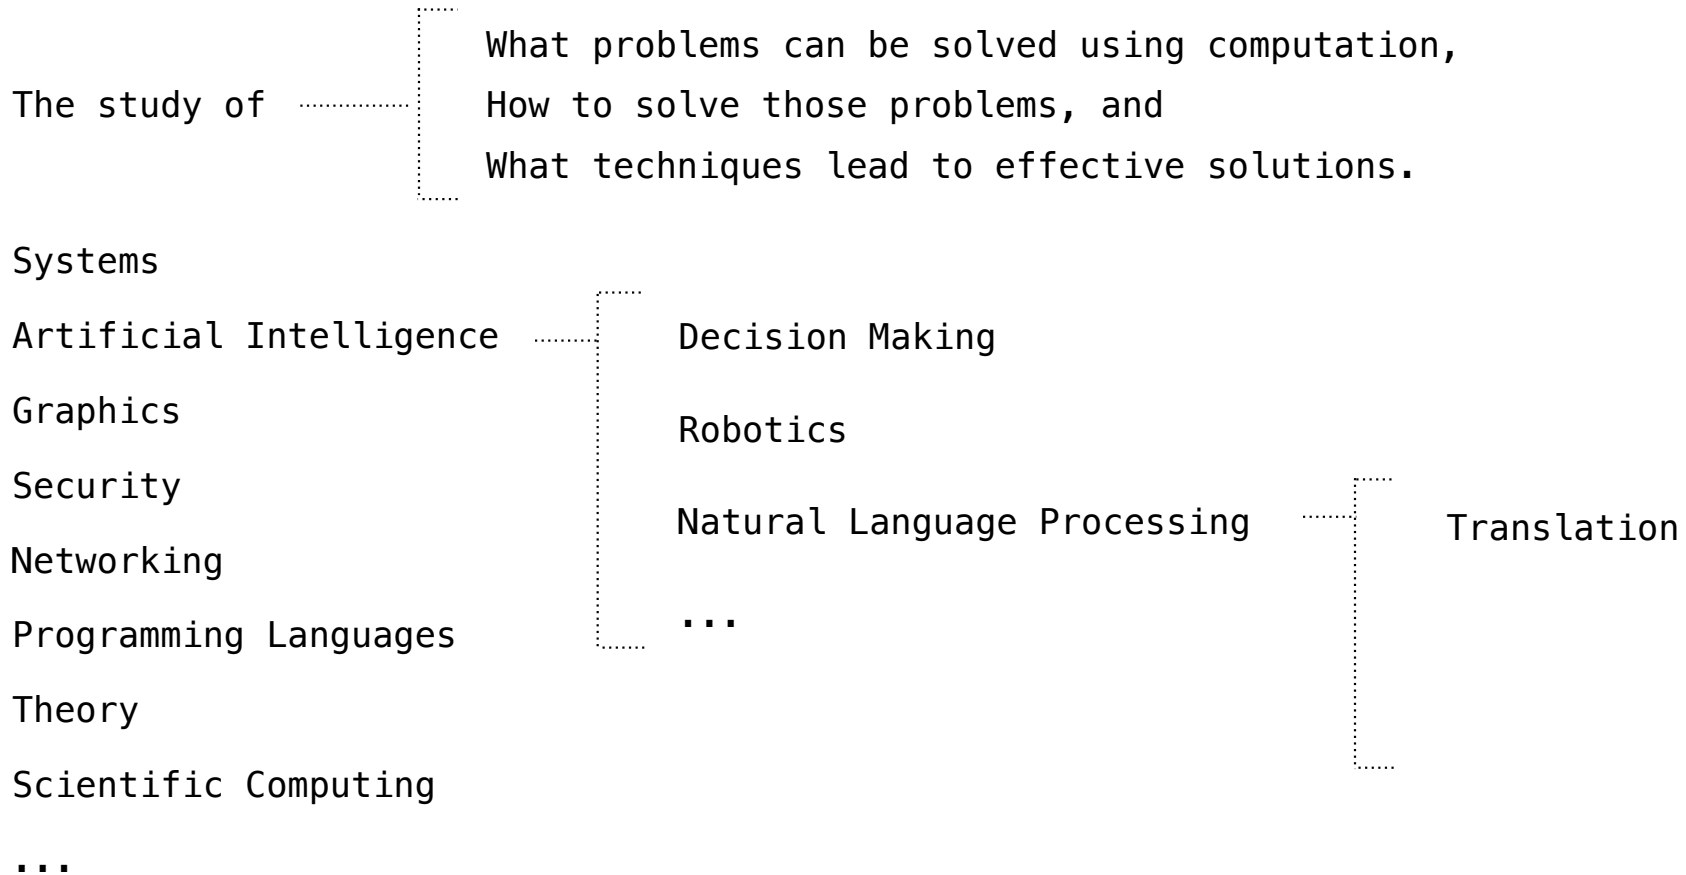 What problems can be solved using computation,
The study of
How to solve those problems, and
What techniques lead to effective solutions.
Systems
Artificial Intelligence
Decision Making
Graphics
Robotics
Security
Natural Language Processing
Translation
Networking
...
Programming Languages
Theory
Scientific Computing
...